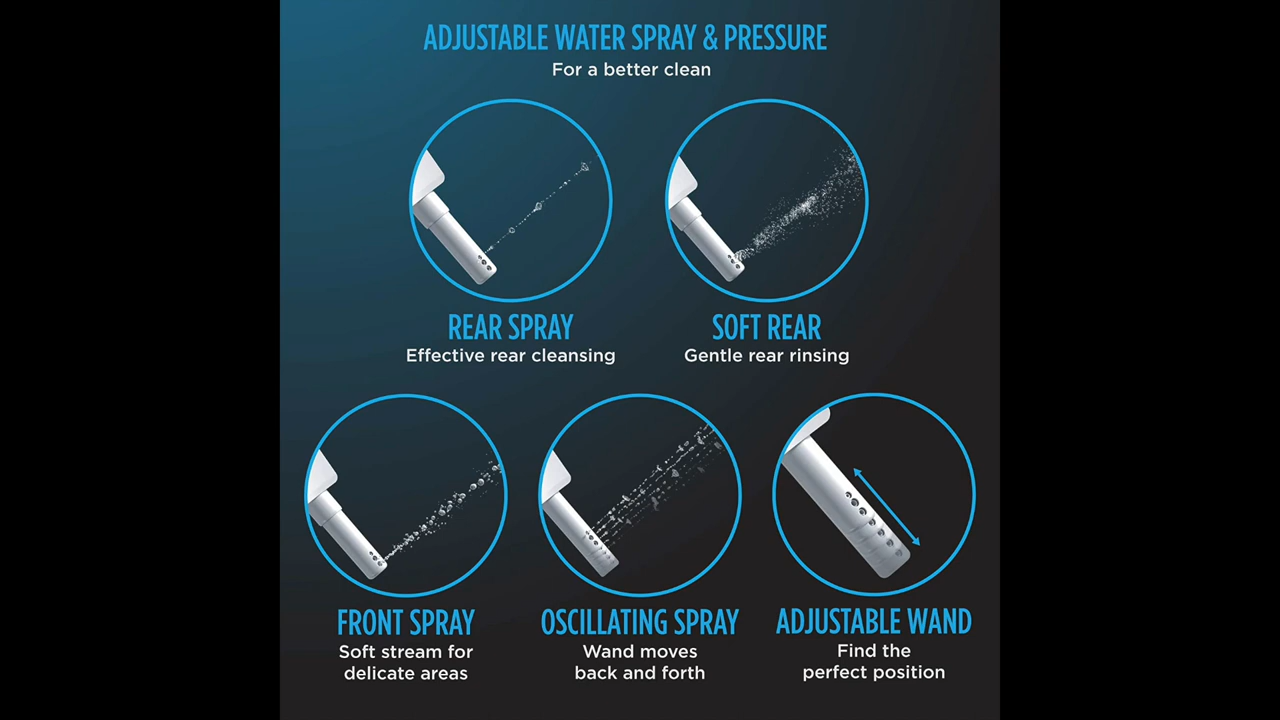 ADJUSTABLE WATER SPRAY & PRESSURE
For a better clean
REAR SPRAY
Effective rear cleansing
SOFT REAR
Gentle rear rinsing
FRONT SPRAY
Soft stream for
delicate areas
OSCILLATING SPRAY
Wand moves
back and forth
ADJUSTABLE WAND
Find the
perfect position